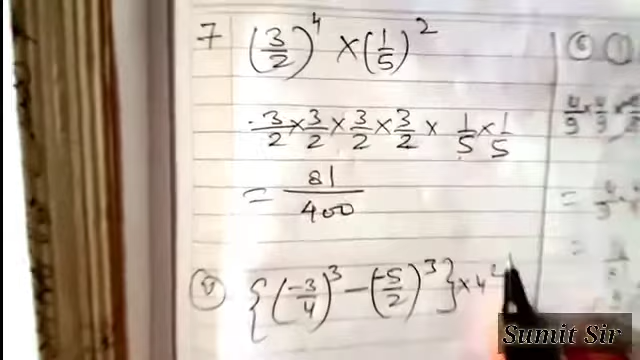 7 (3/2)^4 × (1/5)^2
3/2 × 3/2 × 3/2 × 3/2 × 1/5 × 1/5
= 81/400
{(-3/4)^3 - (-5/2)^3} × 4^2
Sumit Sir